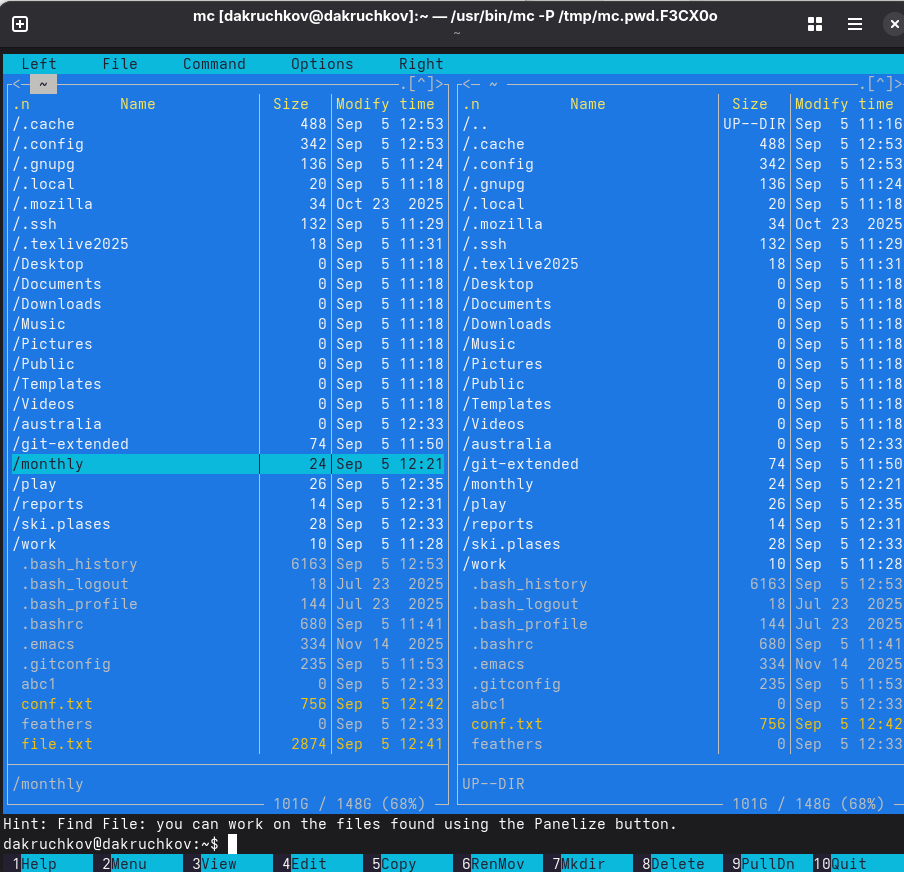 mc [dakruchkov@dakruchkov]:~ — /usr/bin/mc -P /tmp/mc.pwd.F3CX0o
~
Left File Command Options Right
<─ ~ ─.[^]>
.n Name Size Modify time
/.cache 488 Sep 5 12:53
/.config 342 Sep 5 12:53
/.gnupg 136 Sep 5 11:24
/.local 20 Sep 5 11:18
/.mozilla 34 Oct 23 2025
/.ssh 132 Sep 5 11:29
/.texlive2025 18 Sep 5 11:31
/Desktop 0 Sep 5 11:18
/Documents 0 Sep 5 11:18
/Downloads 0 Sep 5 11:18
/Music 0 Sep 5 11:18
/Pictures 0 Sep 5 11:18
/Public 0 Sep 5 11:18
/Templates 0 Sep 5 11:18
/Videos 0 Sep 5 11:18
/australia 0 Sep 5 12:33
/git-extended 74 Sep 5 11:50
/monthly 24 Sep 5 12:21
/play 26 Sep 5 12:35
/reports 14 Sep 5 12:31
/ski.plases 28 Sep 5 12:33
/work 10 Sep 5 11:28
.bash_history 6163 Sep 5 12:53
.bash_logout 18 Jul 23 2025
.bash_profile 144 Jul 23 2025
.bashrc 680 Sep 5 11:41
.emacs 334 Nov 14 2025
.gitconfig 235 Sep 5 11:53
abc1 0 Sep 5 12:33
conf.txt 756 Sep 5 12:42
feathers 0 Sep 5 12:33
file.txt 2874 Sep 5 12:41
/monthly
101G / 148G (68%)
<─ ~ ─.[^]>
.n Name Size Modify time
/.. UP--DIR Sep 5 11:16
/.cache 488 Sep 5 12:53
/.config 342 Sep 5 12:53
/.gnupg 136 Sep 5 11:24
/.local 20 Sep 5 11:18
/.mozilla 34 Oct 23 2025
/.ssh 132 Sep 5 11:29
/.texlive2025 18 Sep 5 11:31
/Desktop 0 Sep 5 11:18
/Documents 0 Sep 5 11:18
/Downloads 0 Sep 5 11:18
/Music 0 Sep 5 11:18
/Pictures 0 Sep 5 11:18
/Public 0 Sep 5 11:18
/Templates 0 Sep 5 11:18
/Videos 0 Sep 5 11:18
/australia 0 Sep 5 12:33
/git-extended 74 Sep 5 11:50
/monthly 24 Sep 5 12:21
/play 26 Sep 5 12:35
/reports 14 Sep 5 12:31
/ski.plases 28 Sep 5 12:33
/work 10 Sep 5 11:28
.bash_history 6163 Sep 5 12:53
.bash_logout 18 Jul 23 2025
.bash_profile 144 Jul 23 2025
.bashrc 680 Sep 5 11:41
.emacs 334 Nov 14 2025
.gitconfig 235 Sep 5 11:53
abc1 0 Sep 5 12:33
conf.txt 756 Sep 5 12:42
feathers 0 Sep 5 12:33
UP--DIR
101G / 148G (68%)
Hint: Find File: you can work on the files found using the Panelize button.
dakruchkov@dakruchkov:~$
1Help 2Menu 3View 4Edit 5Copy 6RenMov 7Mkdir 8Delete 9PullDn 10Quit